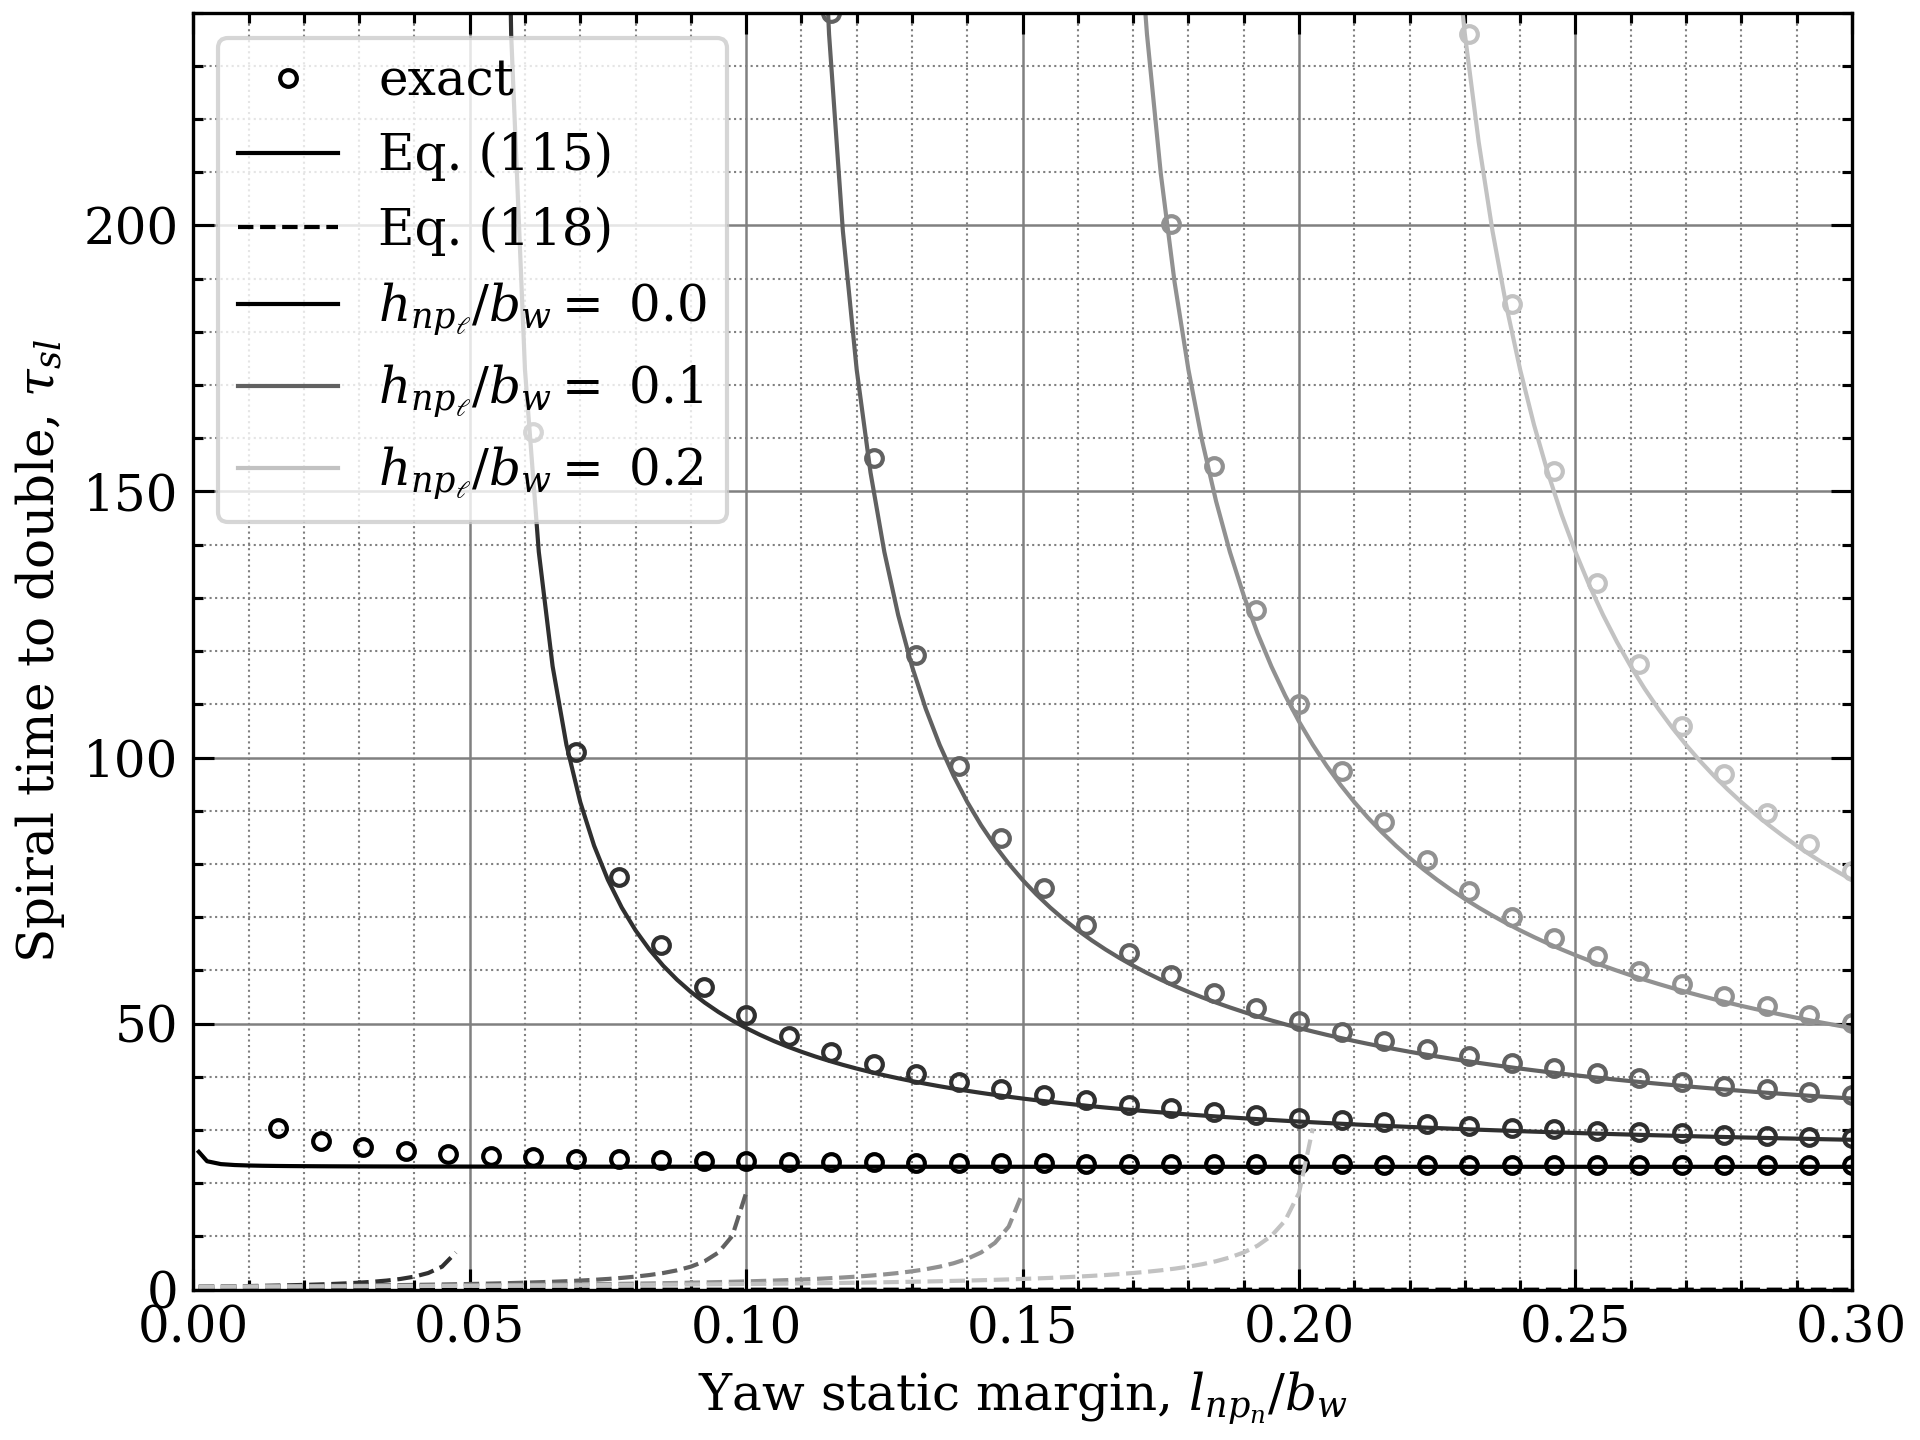 exact
Eq. (115)
Eq. (118)
h_{np_ℓ}/b_w = 0.0
h_{np_ℓ}/b_w = 0.1
h_{np_ℓ}/b_w = 0.2
Spiral time to double, τ_{sl}
200
150
100
50
0
0.00 0.05 0.10 0.15 0.20 0.25 0.30
Yaw static margin, l_{np_n}/b_w